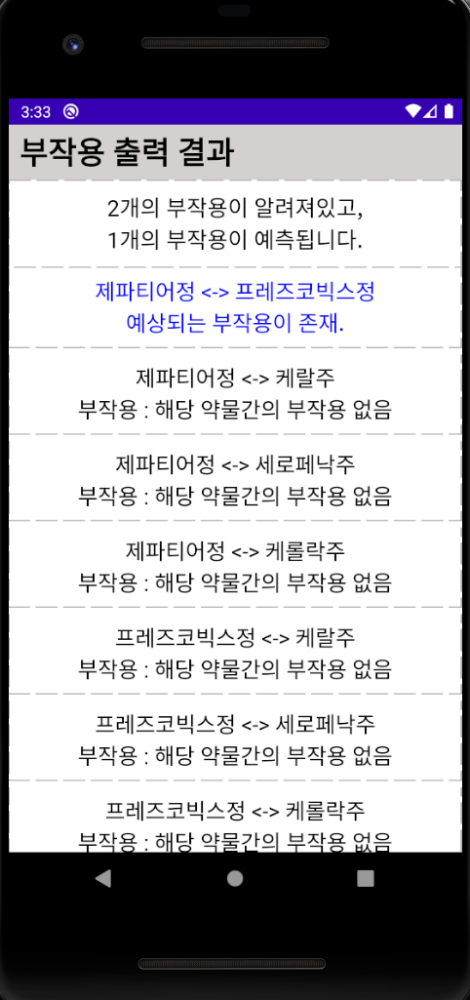 3:33
부작용 출력 결과
2개의 부작용이 알려져있고,
1개의 부작용이 예측됩니다.
제파티어정 <-> 프레즈코빅스정
예상되는 부작용이 존재.
제파티어정 <-> 케랄주
부작용 : 해당 약물간의 부작용 없음
제파티어정 <-> 세로페낙주
부작용 : 해당 약물간의 부작용 없음
제파티어정 <-> 케롤락주
부작용 : 해당 약물간의 부작용 없음
프레즈코빅스정 <-> 케랄주
부작용 : 해당 약물간의 부작용 없음
프레즈코빅스정 <-> 세로페낙주
부작용 : 해당 약물간의 부작용 없음
프레즈코빅스정 <-> 케롤락주
부작용 : 해당 약물간의 부작용 없음